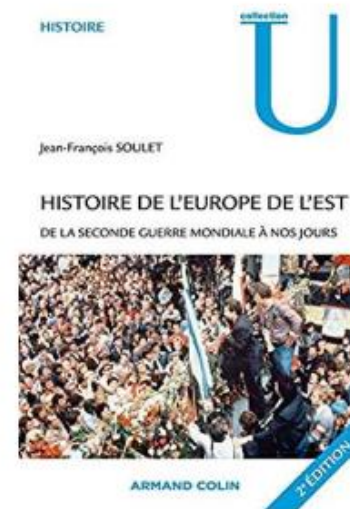 collection
HISTOIRE
U
Jean-François SOULET
HISTOIRE DE L'EUROPE DE L'EST
DE LA SECONDE GUERRE MONDIALE À NOS JOURS
2e ÉDITION
ARMAND COLIN